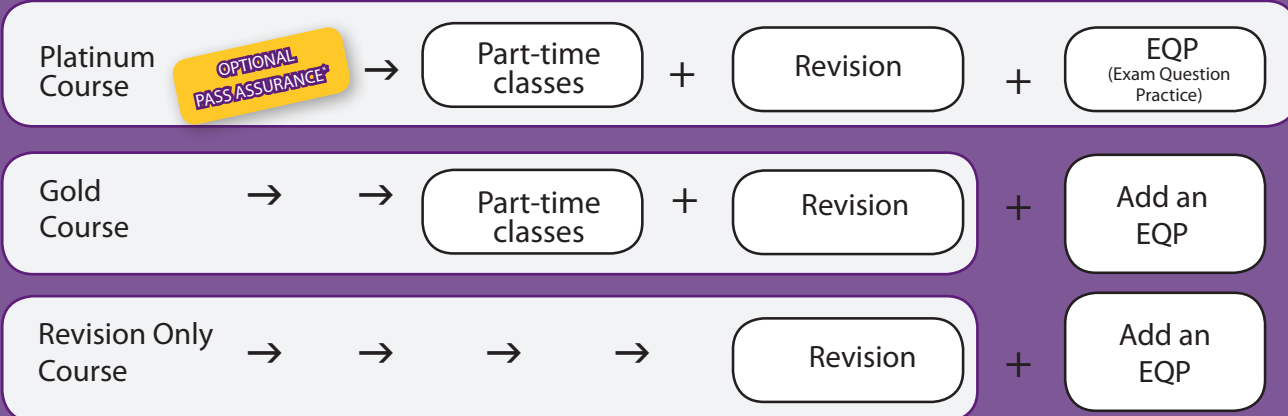 Platinum
Course
OPTIONAL
PASS ASSURANCE*
→
Part-time
classes
+
Revision
+
EQP
(Exam Question
Practice)
Gold
Course
→ →
Part-time
classes
+
Revision
+
Add an
EQP
Revision Only
Course
→ → → →
Revision
+
Add an
EQP